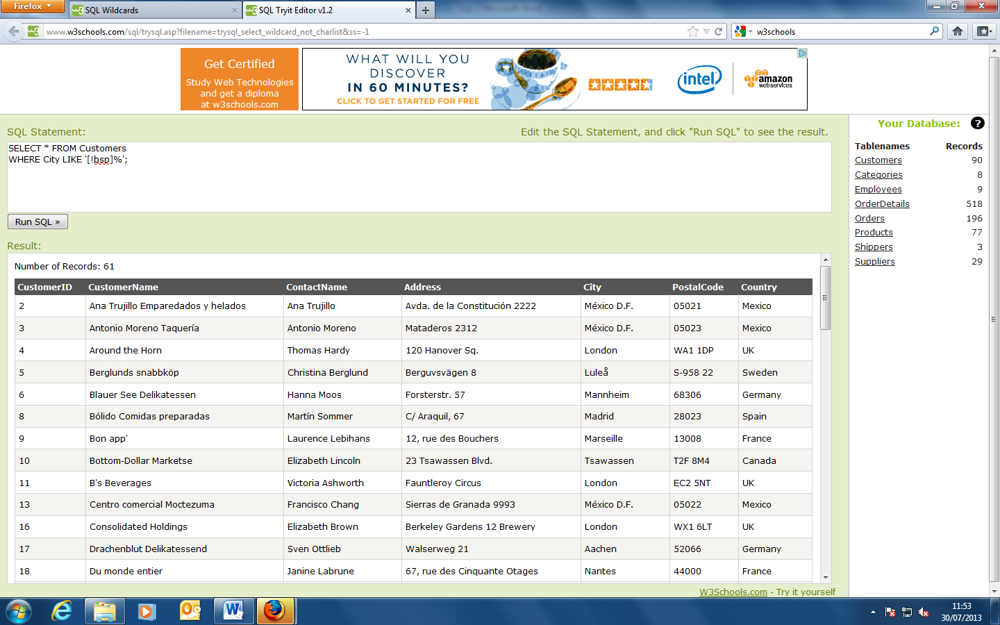 Firefox
SQL Wildcards
SQL Tryit Editor v1.2
www.w3schools.com/sql/trysql.asp?filename=trysql_select_wildcard_not_charlist&ss=-1
w3schools
Get Certified
Study Web Technologies
and get a diploma
at w3schools.com
WHAT WILL YOU
DISCOVER
IN 60 MINUTES?
CLICK TO GET STARTED FOR FREE
intel
amazon
web services
SQL Statement:
Edit the SQL Statement, and click "Run SQL" to see the result.
SELECT * FROM Customers
WHERE City LIKE '[!bsp]%';
Run SQL »
Result:
Number of Records: 61
CustomerID CustomerName ContactName Address City PostalCode Country
2 Ana Trujillo Emparedados y helados Ana Trujillo Avda. de la Constitución 2222 México D.F. 05021 Mexico
3 Antonio Moreno Taquería Antonio Moreno Mataderos 2312 México D.F. 05023 Mexico
4 Around the Horn Thomas Hardy 120 Hanover Sq. London WA1 1DP UK
5 Berglunds snabbköp Christina Berglund Berguvsvägen 8 Luleå S-958 22 Sweden
6 Blauer See Delikatessen Hanna Moos Forsterstr. 57 Mannheim 68306 Germany
8 Bólido Comidas preparadas Martín Sommer C/ Araquil, 67 Madrid 28023 Spain
9 Bon app' Laurence Lebihans 12, rue des Bouchers Marseille 13008 France
10 Bottom-Dollar Marketse Elizabeth Lincoln 23 Tsawassen Blvd. Tsawassen T2F 8M4 Canada
11 B's Beverages Victoria Ashworth Fauntleroy Circus London EC2 5NT UK
13 Centro comercial Moctezuma Francisco Chang Sierras de Granada 9993 México D.F. 05022 Mexico
16 Consolidated Holdings Elizabeth Brown Berkeley Gardens 12 Brewery London WX1 6LT UK
17 Drachenblut Delikatessend Sven Ottlieb Walserweg 21 Aachen 52066 Germany
18 Du monde entier Janine Labrune 67, rue des Cinquante Otages Nantes 44000 France
W3Schools.com - Try it yourself
Your Database: ?
Tablenames Records
Customers 90
Categories 8
Employees 9
OrderDetails 518
Orders 196
Products 77
Shippers 3
Suppliers 29
11:53
30/07/2013